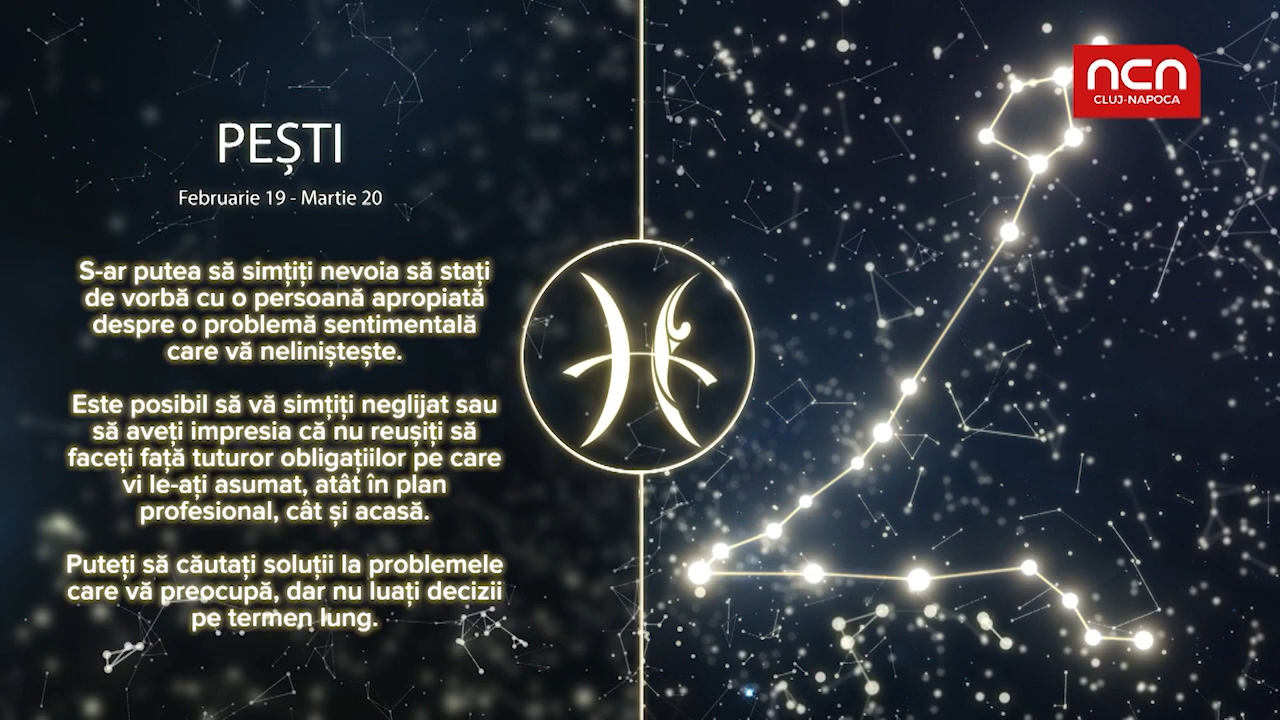 ncn
CLUJ-NAPOCA
PEȘTI
Februarie 19 - Martie 20
S-ar putea să simțiți nevoia să stați
de vorbă cu o persoană apropiată
despre o problemă sentimentală
care vă neliniștește.
Este posibil să vă simțiți neglijat sau
să aveți impresia că nu reușiți să
faceți față tuturor obligațiilor pe care
vi le-ați asumat, atât în plan
profesional, cât și acasă.
Puteți să căutați soluții la problemele
care vă preocupă, dar nu luați decizii
pe termen lung.